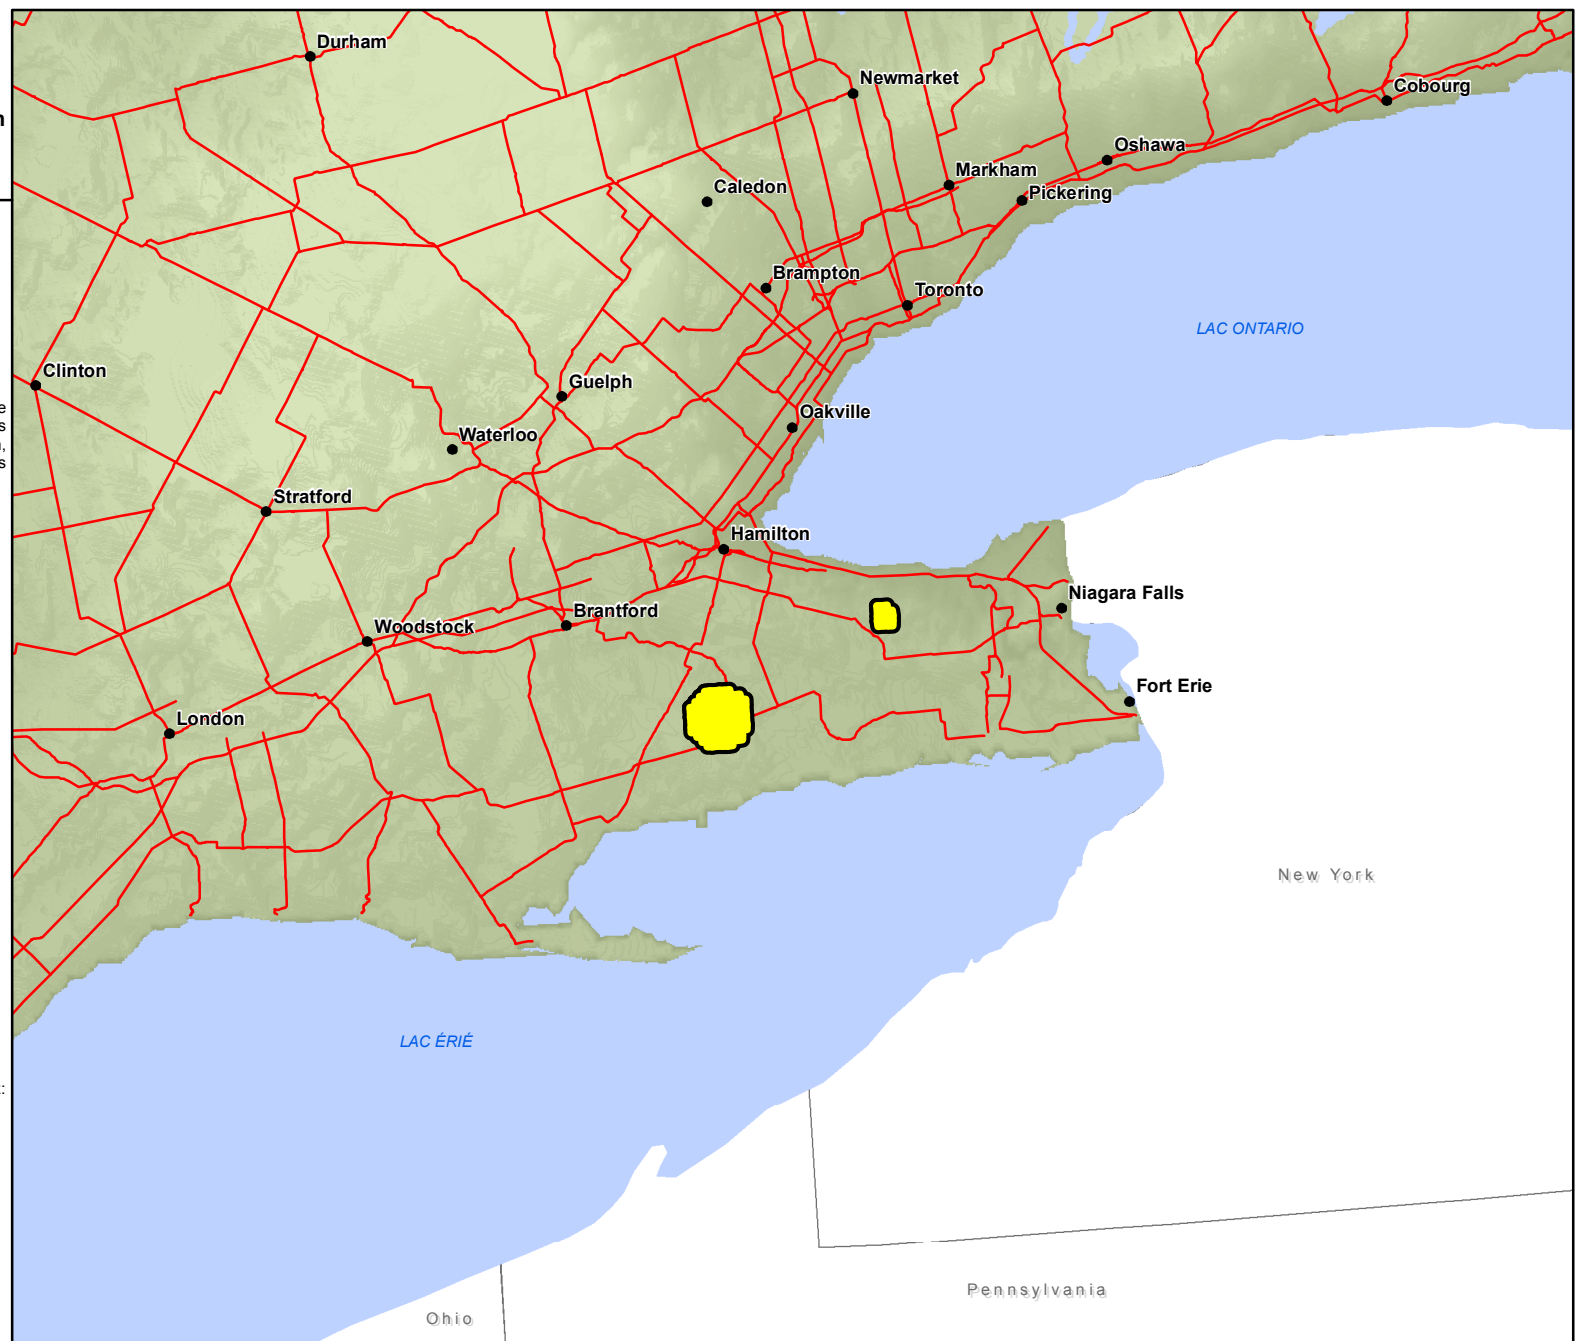 Durham
Newmarket
Cobourg
n
Oshawa
Markham
Caledon
Pickering
Brampton
Toronto
LAC ONTARIO
Clinton
Guelph
e
Oakville
s
Waterloo
,
s
Stratford
Hamilton
Niagara Falls
Brantford
Woodstock
Fort Erie
London
New York
LAC ÉRIÉ
:
Pennsylvania
Ohio